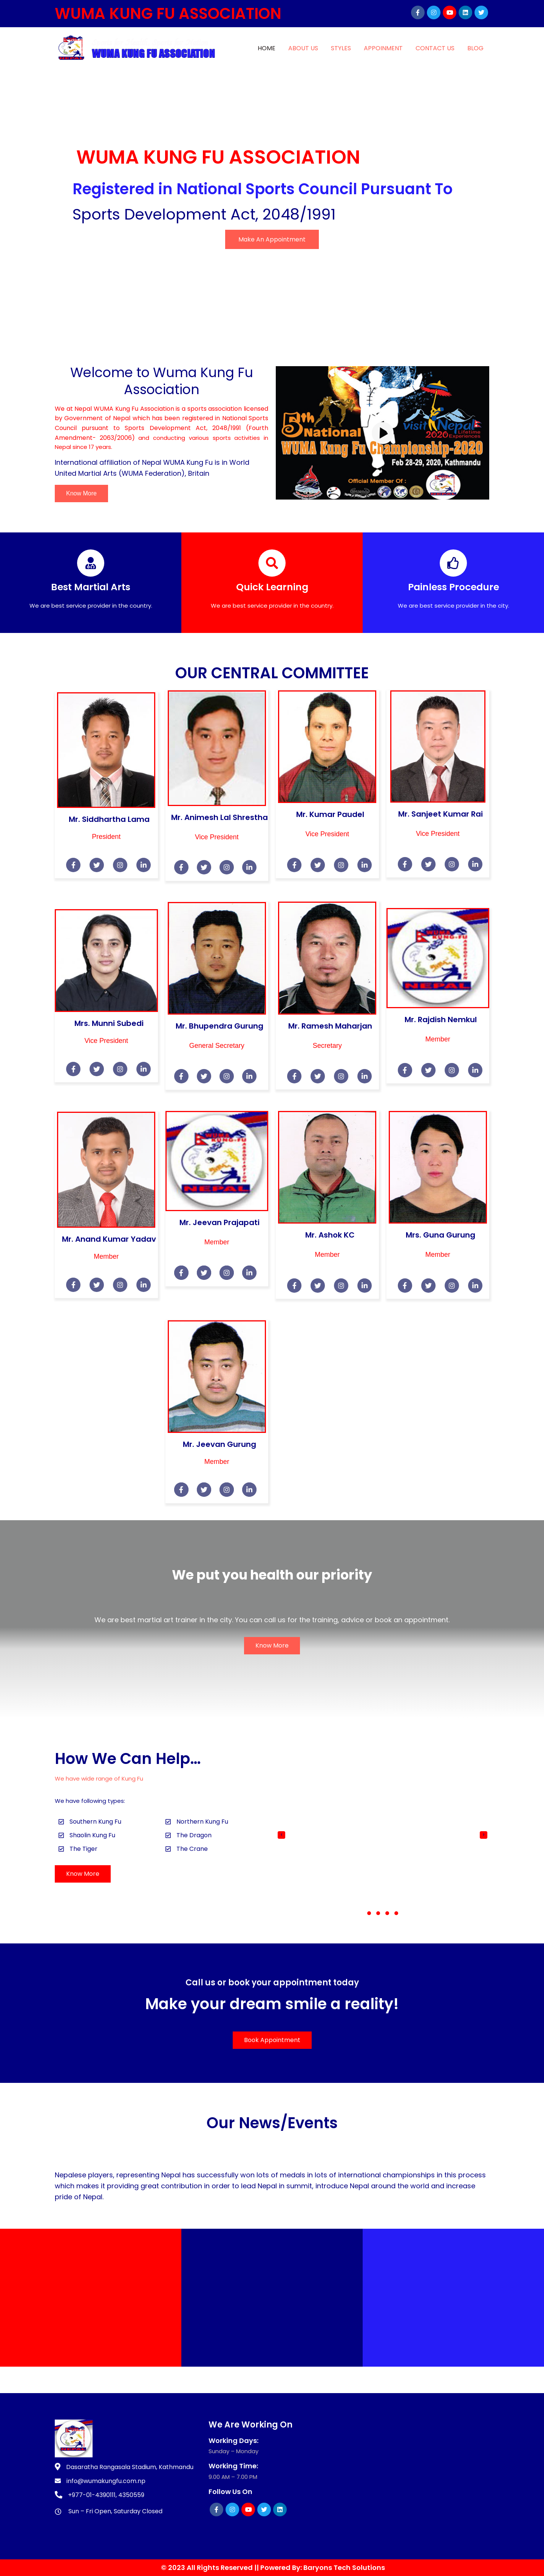 WUMA KUNG FU ASSOCIATION
WUMA KUNG FU ASSOCIATION
HOME
ABOUT US
STYLES
APPOINMENT
CONTACT US
BLOG
WUMA KUNG FU ASSOCIATION
Registered in National Sports Council Pursuant To
Sports Development Act, 2048/1991
Make An Appointment
Welcome to Wuma Kung Fu
Association
We at Nepal WUMA Kung Fu Association is a sports association licensed
by Government of Nepal which has been registered in National Sports
Council pursuant to Sports Development Act, 2048/1991 (Fourth
Amendment- 2063/2006) and conducting various sports activities in
Nepal since 17 years.
International affiliation of Nepal WUMA Kung Fu is in World
United Martial Arts (WUMA Federation), Britain
Know More
5th National
visit Nepal 2020
Lifetime Experiences
WUMA Kung-Fu Championship-2020
Feb 28-29, 2020, Kathmandu
Official Member Of :
Best Martial Arts
We are best service provider in the country.
Quick Learning
We are best service provider in the country.
Painless Procedure
We are best service provider in the city.
OUR CENTRAL COMMITTEE
Mr. Siddhartha Lama
President
Mr. Animesh Lal Shrestha
Vice President
Mr. Kumar Paudel
Vice President
Mr. Sanjeet Kumar Rai
Vice President
Mrs. Munni Subedi
Vice President
Mr. Bhupendra Gurung
General Secretary
Mr. Ramesh Maharjan
Secretary
NEPAL
Mr. Rajdish Nemkul
Member
Mr. Anand Kumar Yadav
Member
NEPAL
Mr. Jeevan Prajapati
Member
Mr. Ashok KC
Member
Mrs. Guna Gurung
Member
Mr. Jeevan Gurung
Member
We put you health our priority
We are best martial art trainer in the city. You can call us for the training, advice or book an appointment.
Know More
How We Can Help...
We have wide range of Kung Fu
We have following types:
Southern Kung Fu
Northern Kung Fu
Shaolin Kung Fu
The Dragon
The Tiger
The Crane
Know More
Call us or book your appointment today
Make your dream smile a reality!
Book Appointment
Our News/Events
Nepalese players, representing Nepal has successfully won lots of medals in lots of international championships in this process
which makes it providing great contribution in order to lead Nepal in summit, introduce Nepal around the world and increase
pride of Nepal.
Dasaratha Rangasala Stadium, Kathmandu
info@wumakungfu.com.np
+977-01-4390111, 4350559
Sun – Fri Open, Saturday Closed
We Are Working On
Working Days:
Sunday – Monday
Working Time:
9:00 AM – 7:00 PM
Follow Us On
© 2023 All Rights Reserved || Powered By: Baryons Tech Solutions